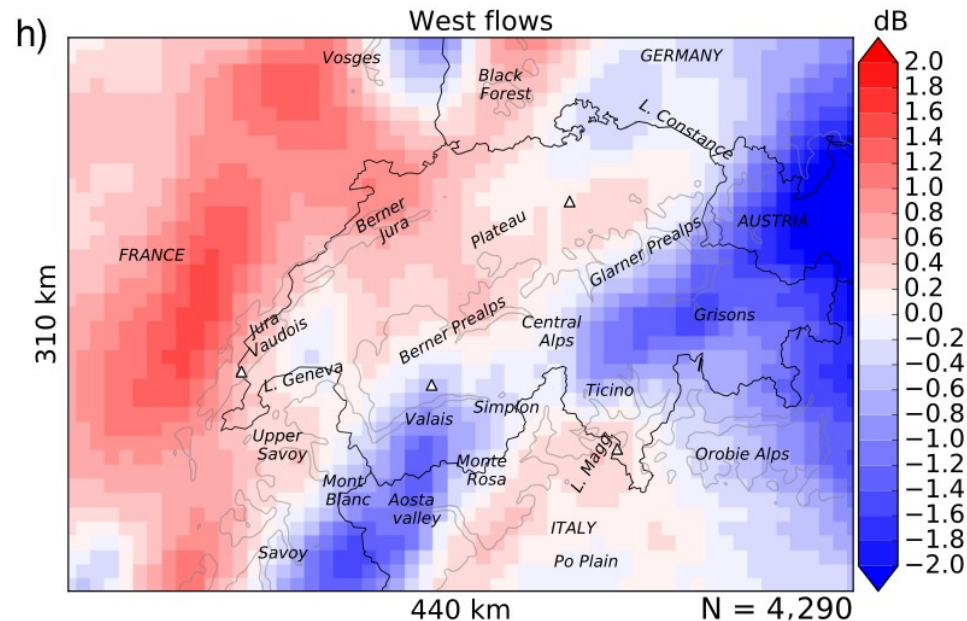 h)
West flows
dB
Vosges
Black
Forest
GERMANY
L. Constance
Berner
Jura
Plateau
AUSTRIA
FRANCE
Glarner Prealps
Jura
Vaudois
Berner Prealps
Central
Alps
Grisons
L. Geneva
Ticino
Valais
Simplon
Upper
Savoy
L. Magg.
Orobie Alps
Monte
Rosa
Mont
Blanc
Aosta
valley
ITALY
Savoy
Po Plain
310 km
440 km
N = 4,290
2.0
1.8
1.6
1.4
1.2
1.0
0.8
0.6
0.4
0.2
0.0
−0.2
−0.4
−0.6
−0.8
−1.0
−1.2
−1.4
−1.6
−1.8
−2.0